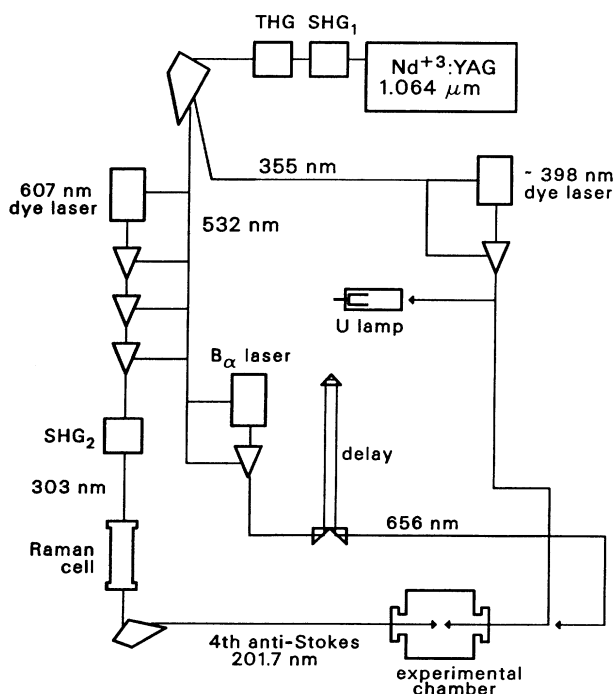 THG SHG₁
Nd⁺³:YAG
1.064 μm
355 nm
~ 398 nm
dye laser
607 nm
dye laser
532 nm
U lamp
Bα laser
SHG₂
delay
303 nm
656 nm
Raman
cell
4th anti-Stokes
201.7 nm
experimental
chamber